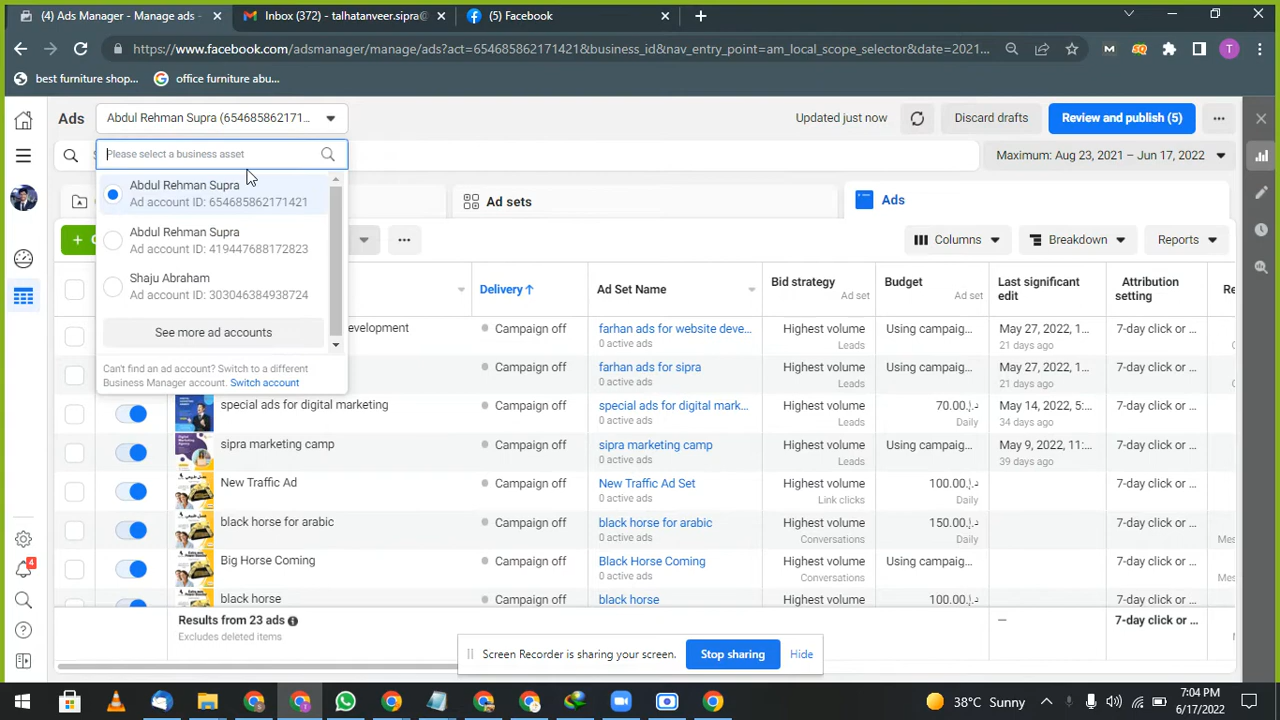 (4) Ads Manager - Manage ads -
Inbox (372) - talhatanveer.sipra@
(5) Facebook
https://www.facebook.com/adsmanager/manage/ads?act=654685862171421&business_id&nav_entry_point=am_local_scope_selector&date=2021...
best furniture shop...
office furniture abu...
Ads
Abdul Rehman Supra (65468586217 1...
Updated just now
Discard drafts
Review and publish (5)
Please select a business asset
Maximum: Aug 23, 2021 – Jun 17, 2022
Abdul Rehman Supra
Ad account ID: 654685862171421
Abdul Rehman Supra
Ad account ID: 419447688172823
Shaju Abraham
Ad account ID: 303046384938724
See more ad accounts
Can't find an ad account? Switch to a different
Business Manager account. Switch account
Ad sets
Ads
Columns
Breakdown
Reports
Delivery
Ad Set Name
Bid strategy
Ad set
Budget
Ad set
Last significant
edit
Attribution
setting
Re
development
Campaign off
farhan ads for website deve...
0 active ads
Highest volume
Leads
Using campaig...
May 27, 2022, 1...
21 days ago
7-day click or ...
Campaign off
farhan ads for sipra
0 active ads
Highest volume
Leads
Using campaig...
May 27, 2022, 1...
21 days ago
7-day click or ...
special ads for digital marketing
Campaign off
special ads for digital mark...
0 active ads
Highest volume
Leads
70.00.إ.د
Daily
May 14, 2022, 5:...
34 days ago
7-day click or ...
sipra marketing camp
Campaign off
sipra marketing camp
0 active ads
Highest volume
Leads
Using campaig...
May 9, 2022, 11:...
39 days ago
7-day click or ...
New Traffic Ad
Campaign off
New Traffic Ad Set
0 active ads
Highest volume
Link clicks
100.00.إ.د
Daily
7-day click or ...
black horse for arabic
Campaign off
black horse for arabic
0 active ads
Highest volume
Conversations
150.00.إ.د
Daily
7-day click or ...
Mes
Big Horse Coming
Campaign off
Black Horse Coming
0 active ads
Highest volume
Conversations
Using campaig...
7-day click or ...
Mes
black horse
Campaign off
black horse
Highest volume
100.00.إ.د
7-day click or ...
Results from 23 ads
Excludes deleted items
—
7-day click or ...
Screen Recorder is sharing your screen.
Stop sharing
Hide
4
38°C Sunny
7:04 PM
6/17/2022